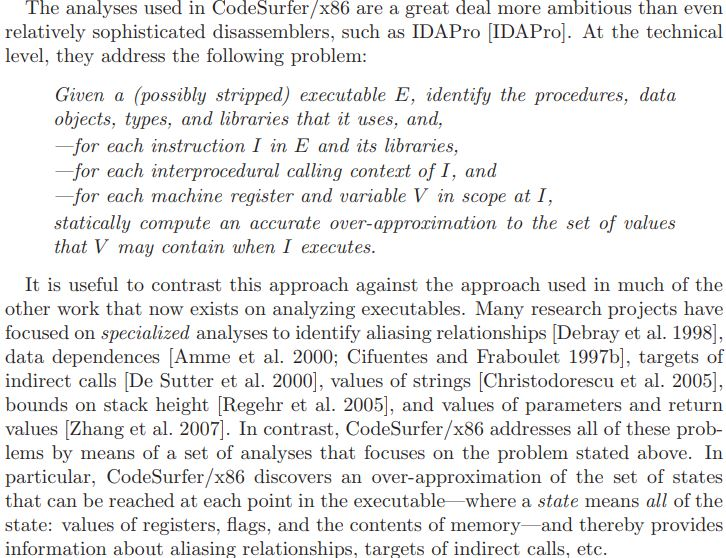 The analyses used in CodeSurfer/x86 are a great deal more ambitious than even
relatively sophisticated disassemblers, such as IDAPro [IDAPro]. At the technical
level, they address the following problem:
Given a (possibly stripped) executable E, identify the procedures, data
objects, types, and libraries that it uses, and,
—for each instruction I in E and its libraries,
—for each interprocedural calling context of I, and
—for each machine register and variable V in scope at I,
statically compute an accurate over-approximation to the set of values
that V may contain when I executes.
It is useful to contrast this approach against the approach used in much of the
other work that now exists on analyzing executables. Many research projects have
focused on specialized analyses to identify aliasing relationships [Debray et al. 1998],
data dependences [Amme et al. 2000; Cifuentes and Fraboulet 1997b], targets of
indirect calls [De Sutter et al. 2000], values of strings [Christodorescu et al. 2005],
bounds on stack height [Regehr et al. 2005], and values of parameters and return
values [Zhang et al. 2007]. In contrast, CodeSurfer/x86 addresses all of these prob-
lems by means of a set of analyses that focuses on the problem stated above. In
particular, CodeSurfer/x86 discovers an over-approximation of the set of states
that can be reached at each point in the executable—where a state means all of the
state: values of registers, flags, and the contents of memory—and thereby provides
information about aliasing relationships, targets of indirect calls, etc.